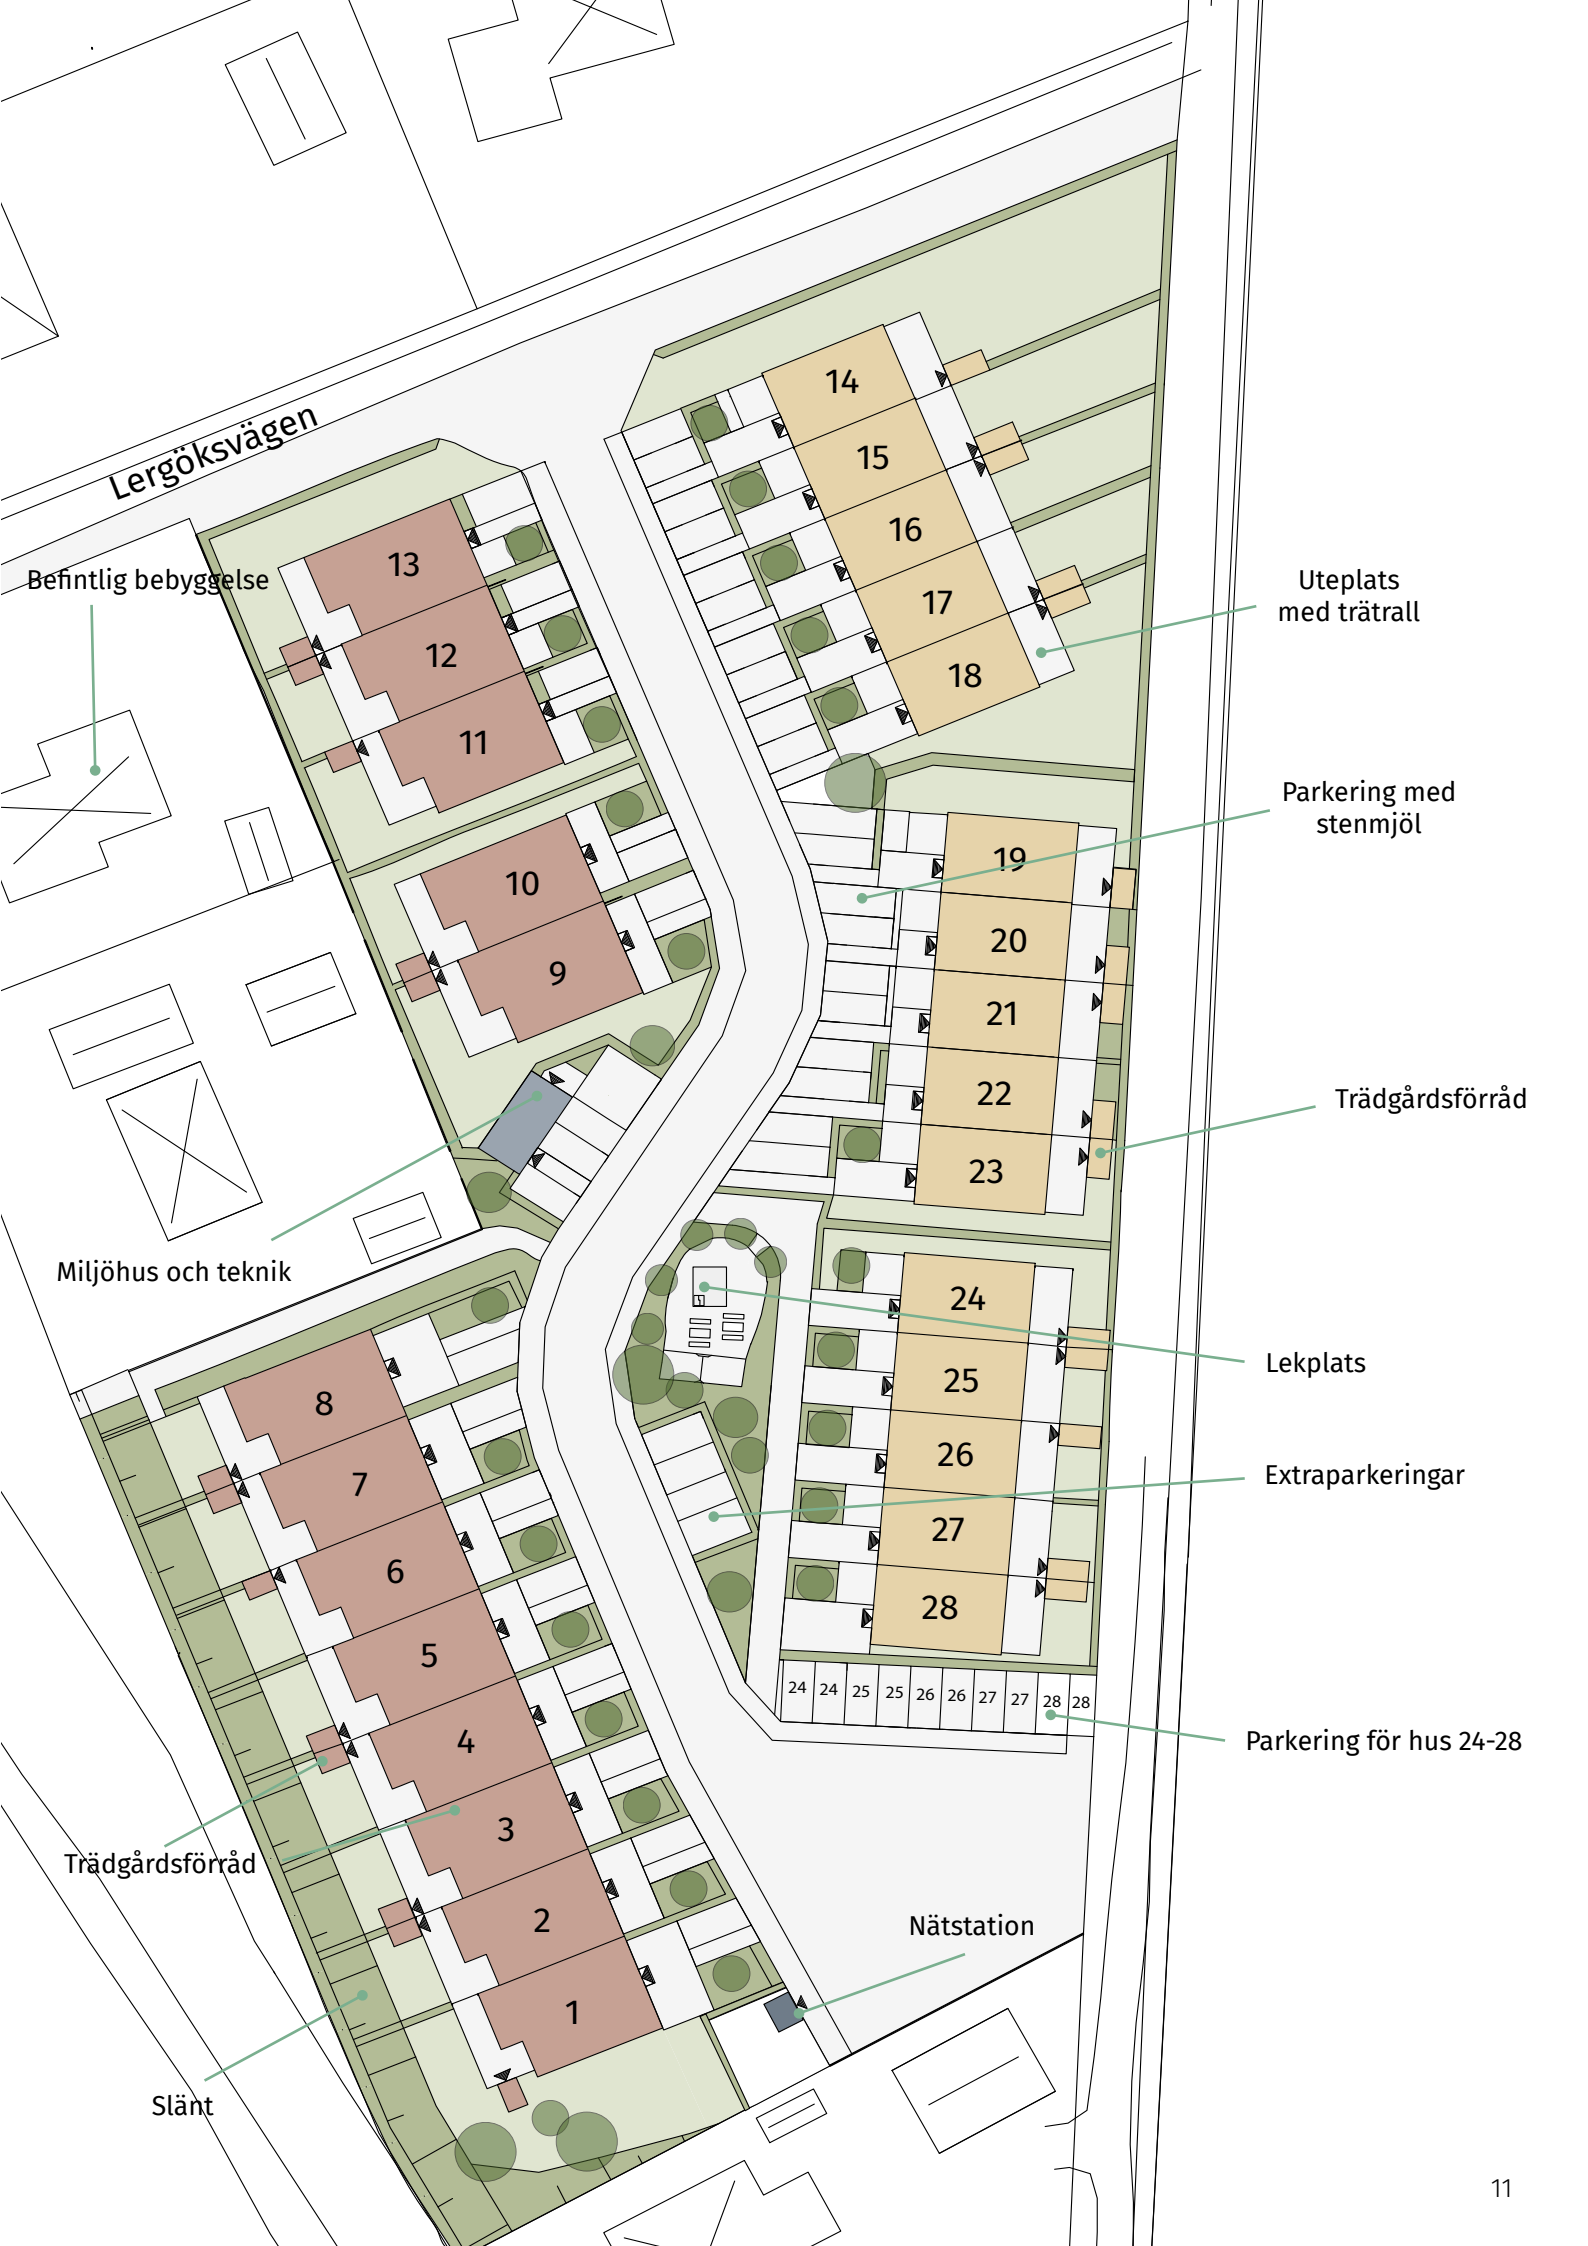 Lergöksvägen
14
15
16
17
18
13
12
11
Befintlig bebyggelse
Uteplats
med trätrall
Parkering med
stenmjöl
10
9
19
20
21
22
23
Trädgårdsförråd
Miljöhus och teknik
24
25
26
27
28
Lekplats
Extraparkeringar
8
7
6
5
4
3
2
1
24 24 25 25 26 26 27 27 28 28
Parkering för hus 24-28
Trädgårdsförråd
Nätstation
Slänt
11